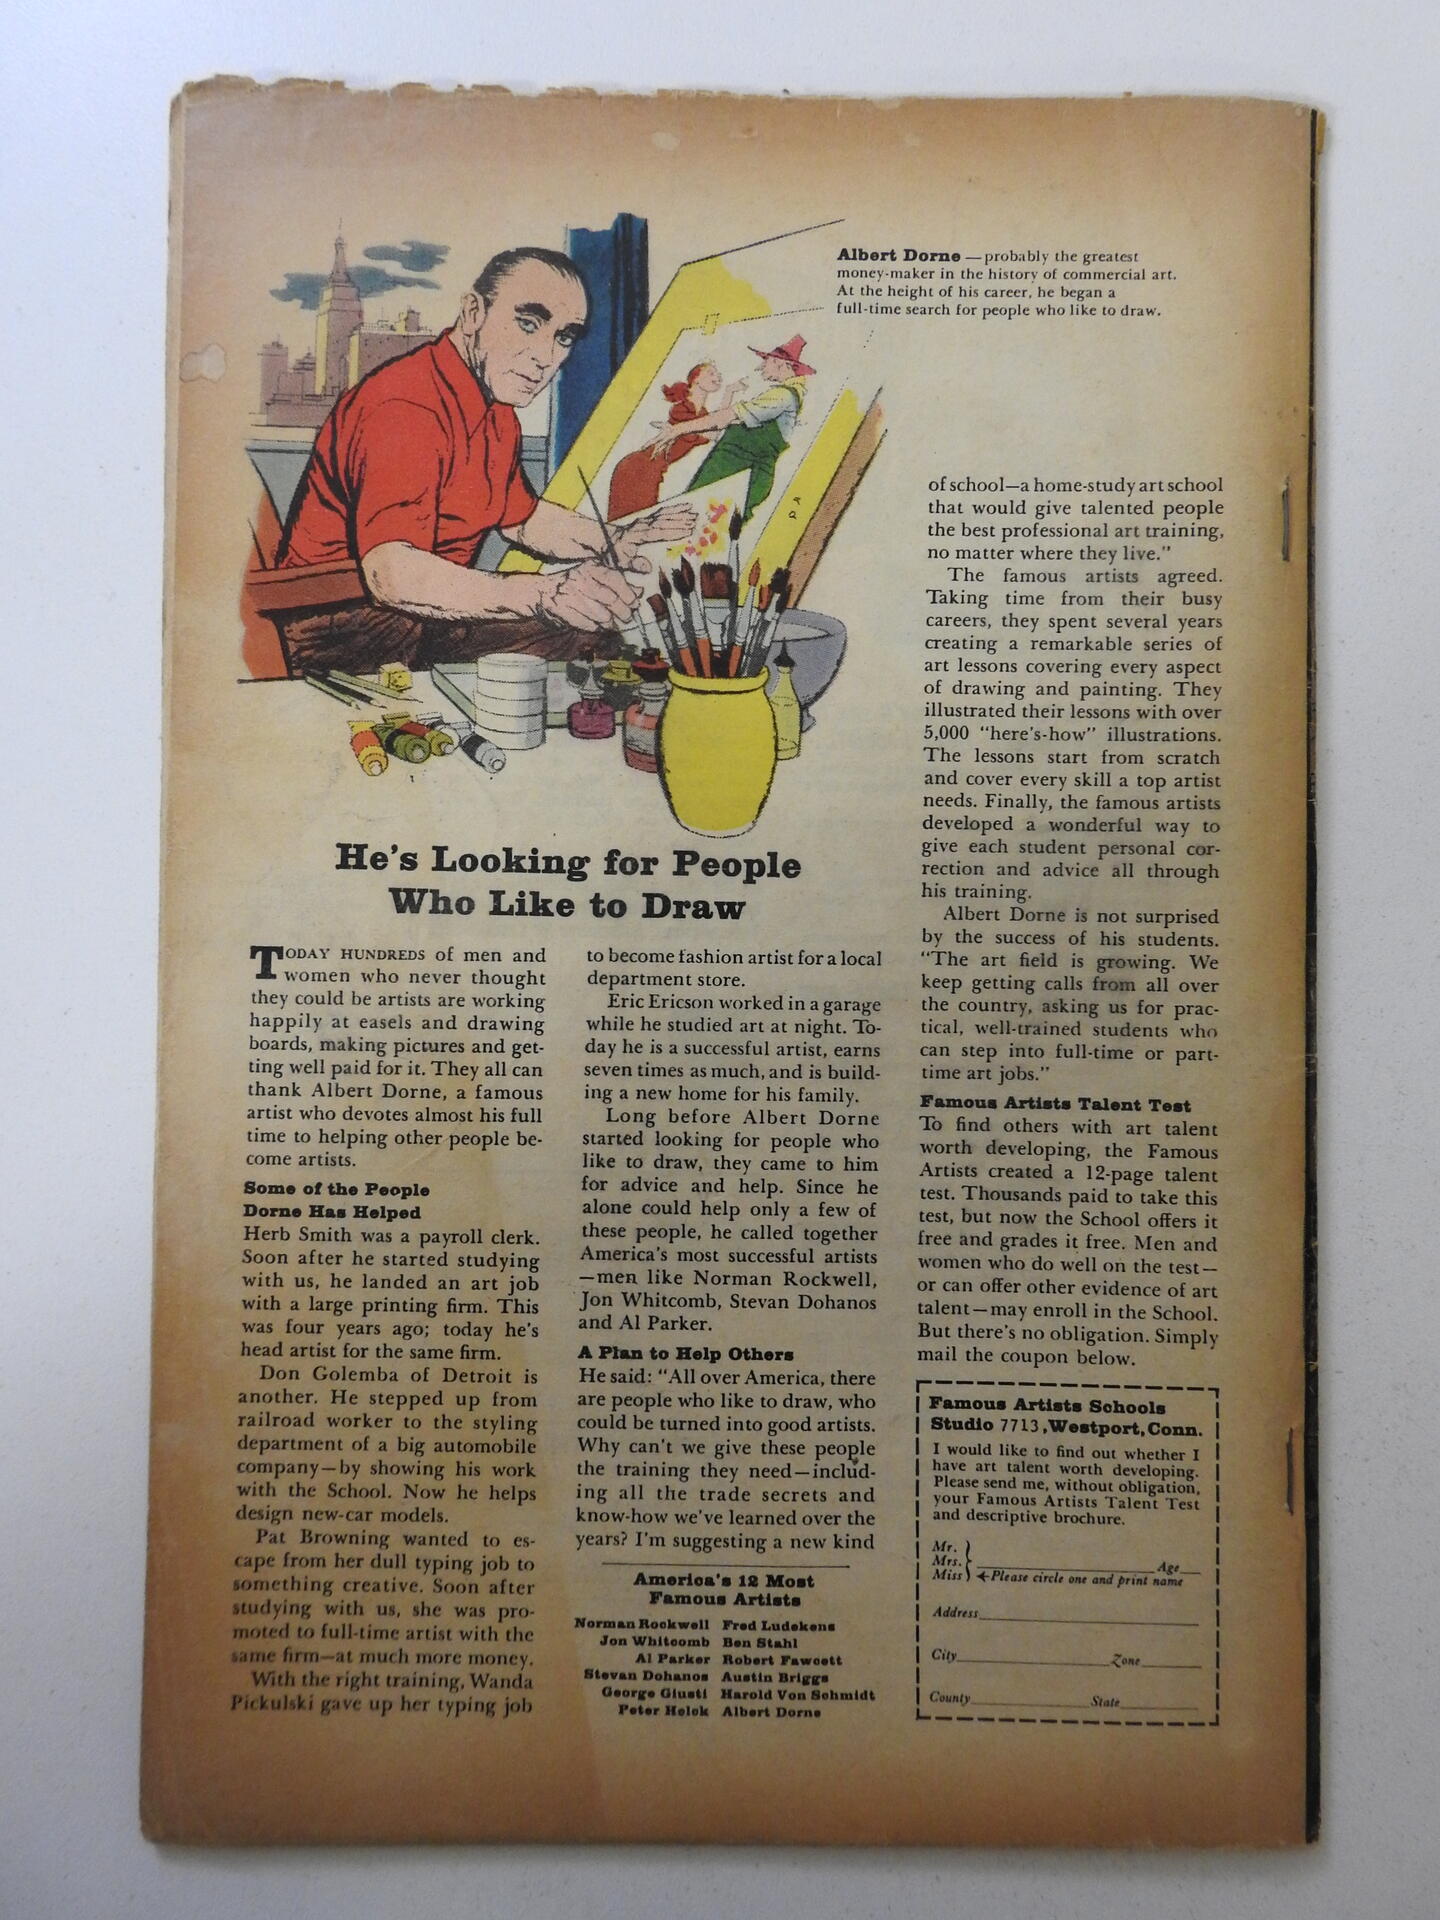 Albert Dorne — probably the greatest
money-maker in the history of commercial art.
At the height of his career, he began a
full-time search for people who like to draw.
He's Looking for People
Who Like to Draw
TODAY HUNDREDS of men and
women who never thought
they could be artists are working
happily at easels and drawing
boards, making pictures and get-
ting well paid for it. They all can
thank Albert Dorne, a famous
artist who devotes almost his full
time to helping other people be-
come artists.
Some of the People
Dorne Has Helped
Herb Smith was a payroll clerk.
Soon after he started studying
with us, he landed an art job
with a large printing firm. This
was four years ago; today he's
head artist for the same firm.
Don Golemba of Detroit is
another. He stepped up from
railroad worker to the styling
department of a big automobile
company—by showing his work
with the School. Now he helps
design new-car models.
Pat Browning wanted to es-
cape from her dull typing job to
something creative. Soon after
studying with us, she was pro-
moted to full-time artist with the
same firm—at much more money.
With the right training, Wanda
Pickulski gave up her typing job
to become fashion artist for a local
department store.
Eric Ericson worked in a garage
while he studied art at night. To-
day he is a successful artist, earns
seven times as much, and is build-
ing a new home for his family.
Long before Albert Dorne
started looking for people who
like to draw, they came to him
for advice and help. Since he
alone could help only a few of
these people, he called together
America's most successful artists
—men like Norman Rockwell,
Jon Whitcomb, Stevan Dohanos
and Al Parker.
A Plan to Help Others
He said: "All over America, there
are people who like to draw, who
could be turned into good artists.
Why can't we give these people
the training they need—includ-
ing all the trade secrets and
know-how we've learned over the
years? I'm suggesting a new kind
America's 12 Most
Famous Artists
Norman Rockwell Fred Ludekens
Jon Whitcomb Ben Stahl
Al Parker Robert Fawcett
Stevan Dohanos Austin Briggs
George Giusti Harold Von Schmidt
Peter Helck Albert Dorne
of school—a home-study art school
that would give talented people
the best professional art training,
no matter where they live."
The famous artists agreed.
Taking time from their busy
careers, they spent several years
creating a remarkable series of
art lessons covering every aspect
of drawing and painting. They
illustrated their lessons with over
5,000 "here's-how" illustrations.
The lessons start from scratch
and cover every skill a top artist
needs. Finally, the famous artists
developed a wonderful way to
give each student personal cor-
rection and advice all through
his training.
Albert Dorne is not surprised
by the success of his students.
"The art field is growing. We
keep getting calls from all over
the country, asking us for prac-
tical, well-trained students who
can step into full-time or part-
time art jobs."
Famous Artists Talent Test
To find others with art talent
worth developing, the Famous
Artists created a 12-page talent
test. Thousands paid to take this
test, but now the School offers it
free and grades it free. Men and
women who do well on the test—
or can offer other evidence of art
talent—may enroll in the School.
But there's no obligation. Simply
mail the coupon below.
Famous Artists Schools
Studio 7713, Westport, Conn.
I would like to find out whether I
have art talent worth developing.
Please send me, without obligation,
your Famous Artists Talent Test
and descriptive brochure.
Mr.
Mrs. Age
Miss Please circle one and print name
Address
City Zone
County State